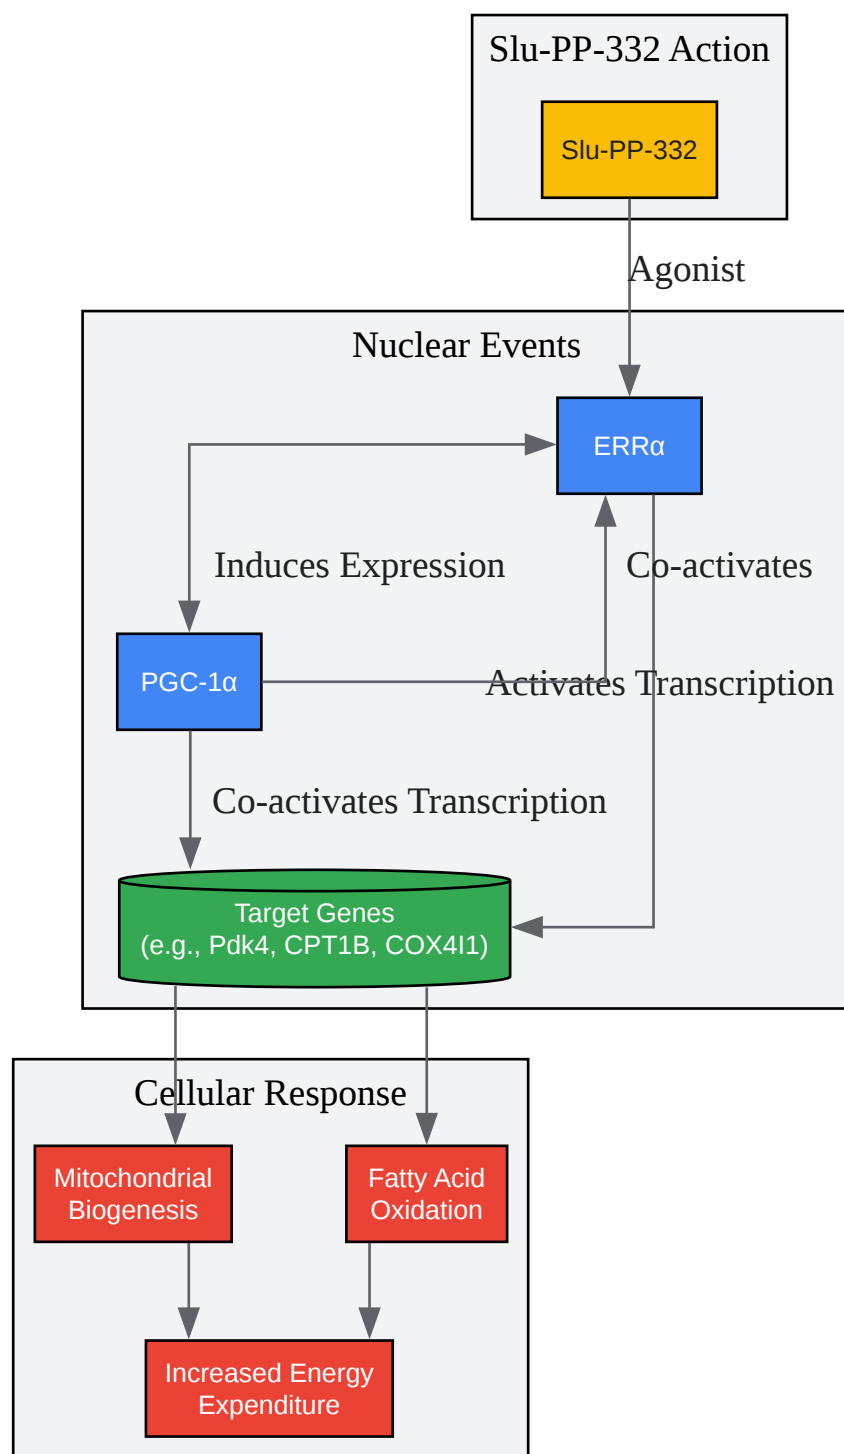 Slu-PP-332 Action
Slu-PP-332
Agonist
Nuclear Events
ERRα
Induces Expression
Co-activates
PGC-1α
Activates Transcription
Co-activates Transcription
Target Genes
(e.g., Pdk4, CPT1B, COX4I1)
Cellular Response
Mitochondrial
Biogenesis
Fatty Acid
Oxidation
Increased Energy
Expenditure